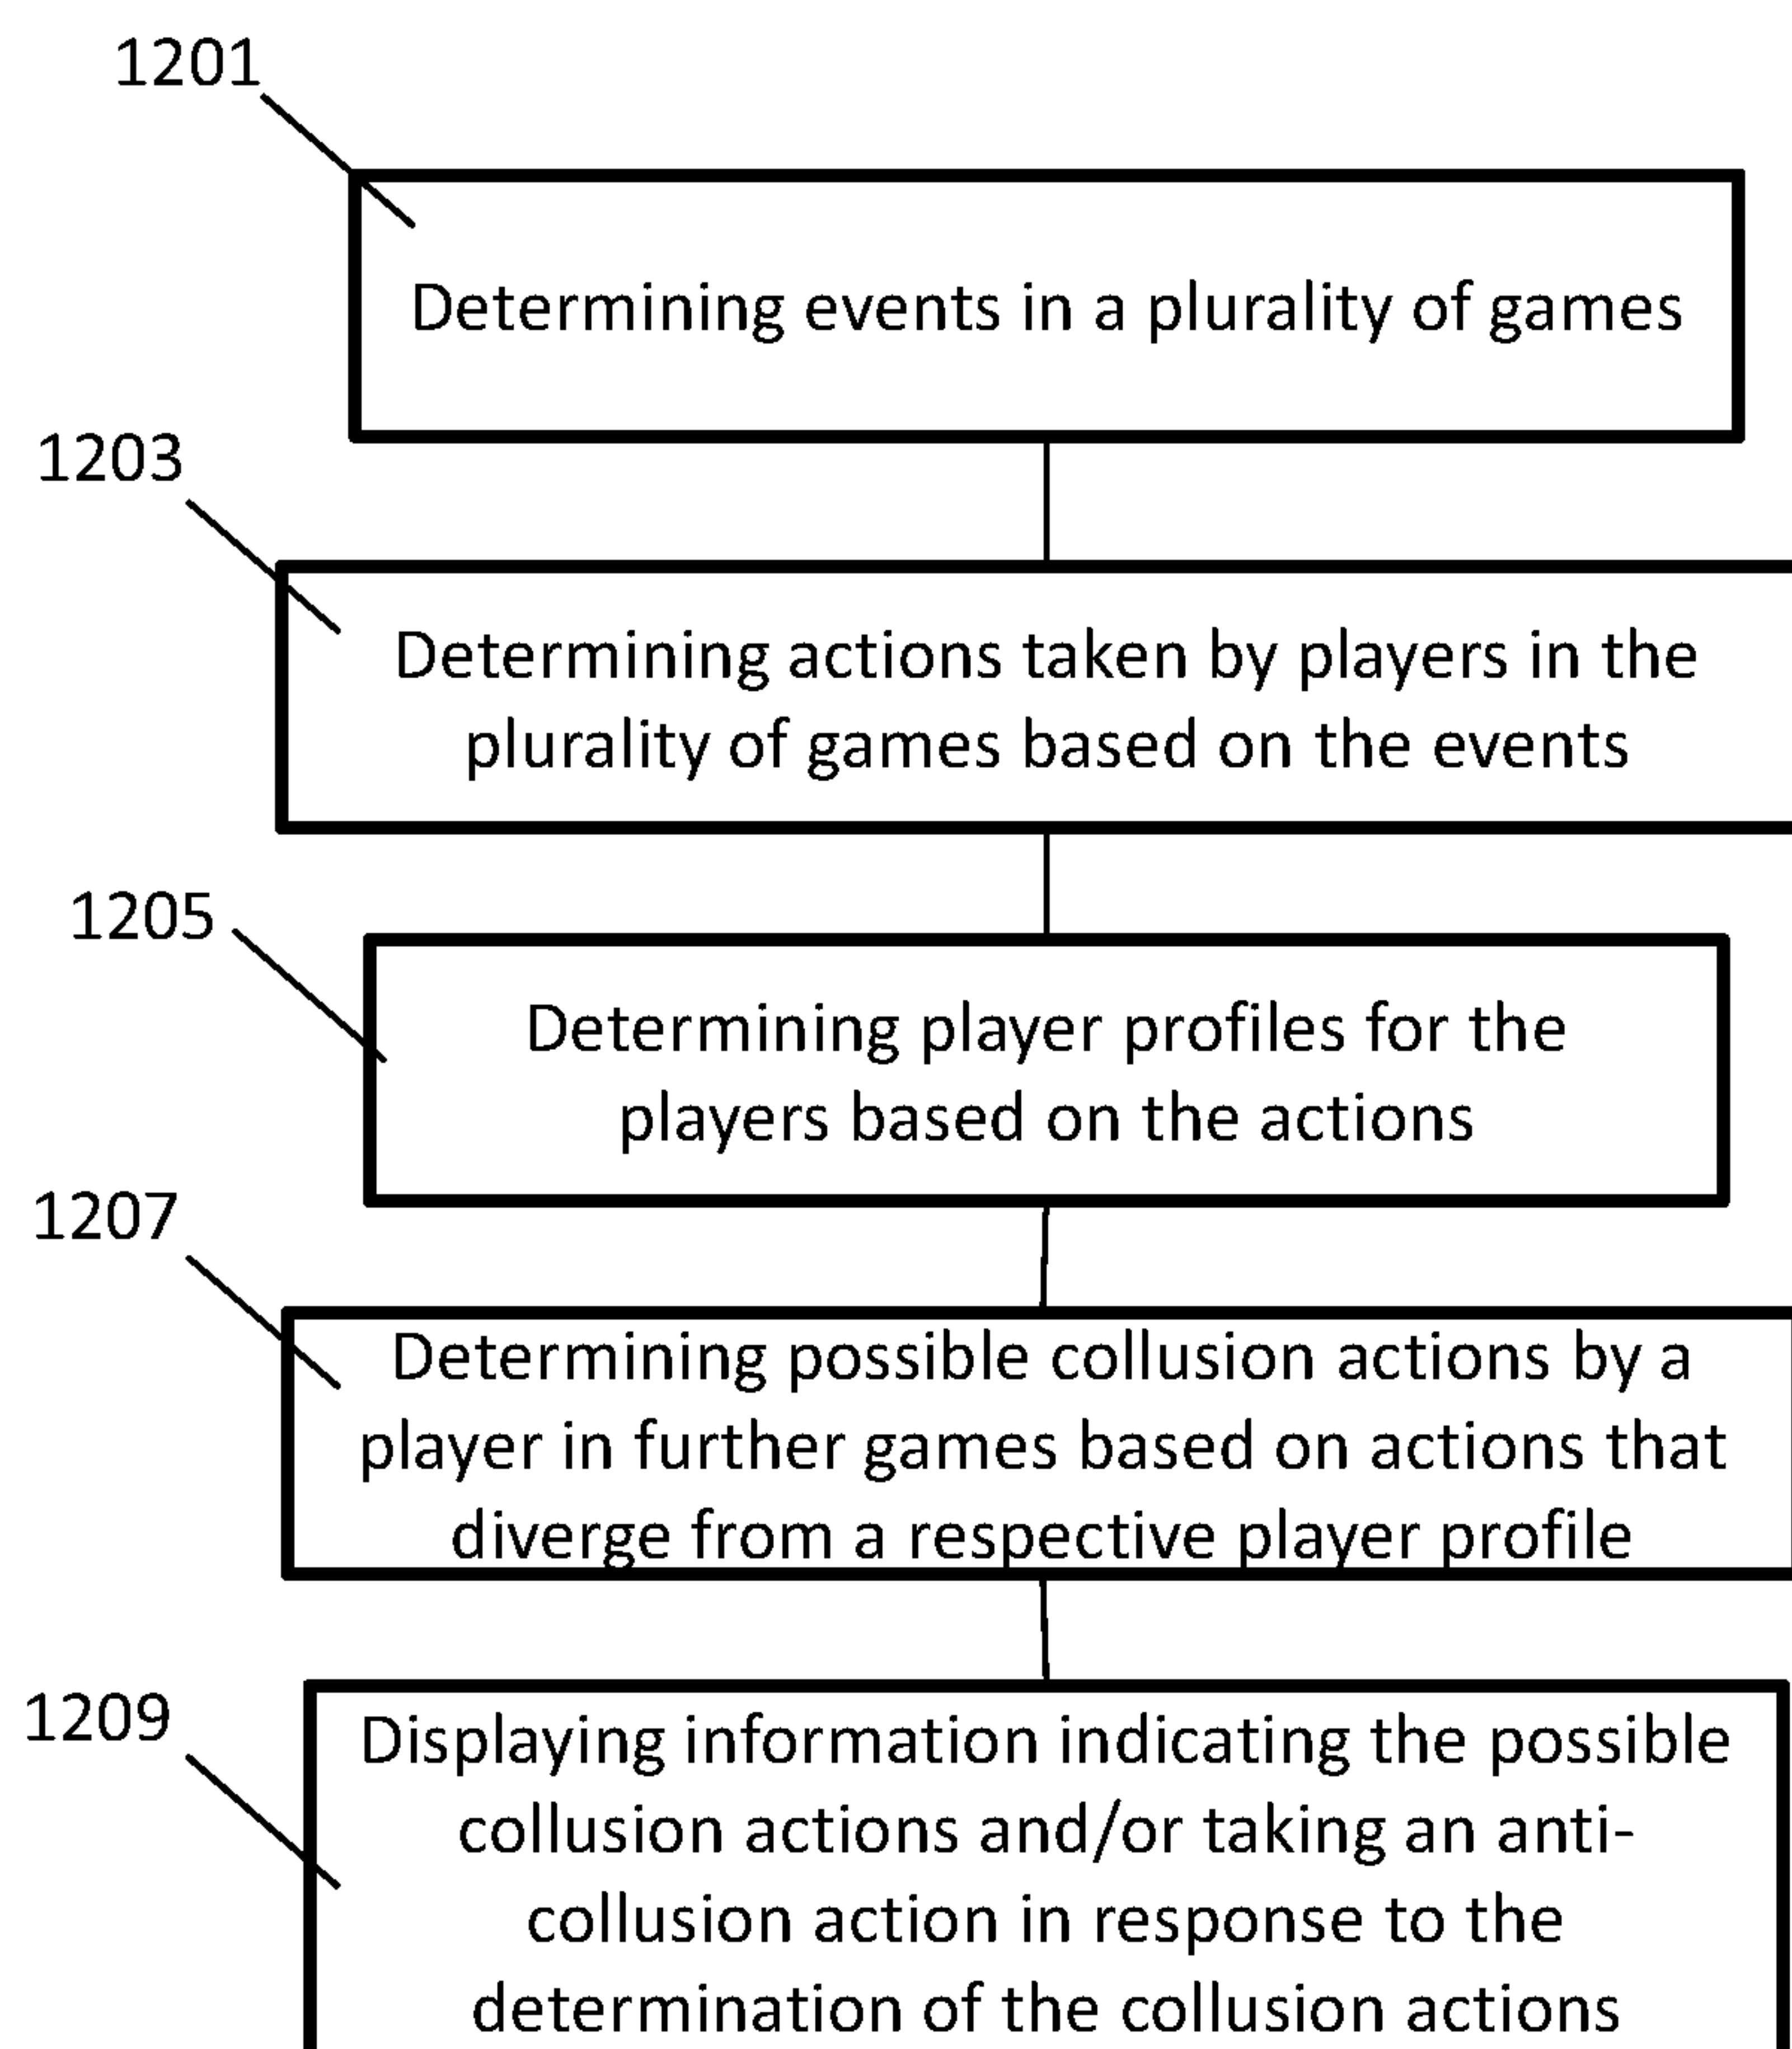 1201
Determining events in a plurality of games
1203
Determining actions taken by players in the
plurality of games based on the events
1205
Determining player profiles for the
players based on the actions
1207
Determining possible collusion actions by a
player in further games based on actions that
diverge from a respective player profile
1209
Displaying information indicating the possible
collusion actions and/or taking an anti-
collusion action in response to the
determination of the collusion actions